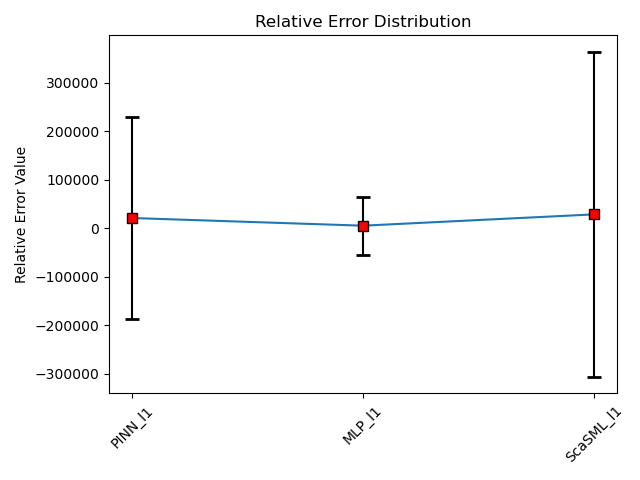 Relative Error Distribution
Relative Error Value
300000
200000
100000
0
−100000
−200000
−300000
PINN_l1
MLP_l1
ScaSML_l1